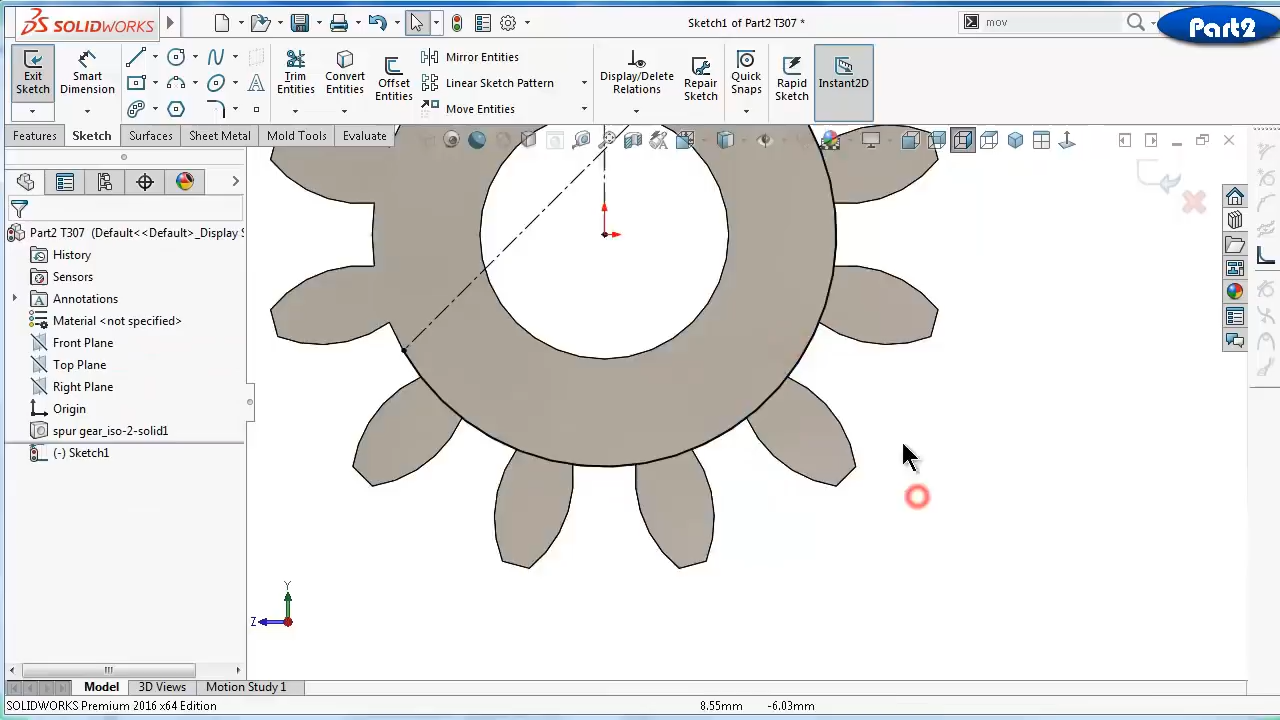 SOLIDWORKS
Sketch1 of Part2 T307 *
mov
Part2
Exit Sketch
Smart Dimension
Trim Entities
Convert Entities
Offset Entities
Mirror Entities
Linear Sketch Pattern
Move Entities
Display/Delete Relations
Repair Sketch
Quick Snaps
Rapid Sketch
Instant2D
Features
Sketch
Surfaces
Sheet Metal
Mold Tools
Evaluate
Part2 T307 (Default<<Default>_Display S
History
Sensors
Annotations
Material <not specified>
Front Plane
Top Plane
Right Plane
Origin
spur gear_iso-2-solid1
(-) Sketch1
Y
Z
Model
3D Views
Motion Study 1
SOLIDWORKS Premium 2016 x64 Edition
8.55mm
-6.03mm